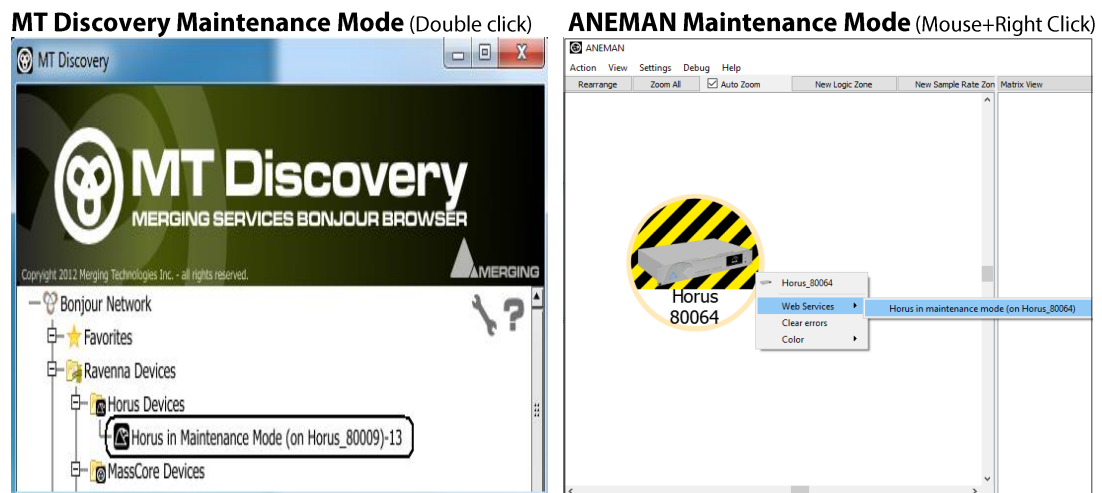 MT Discovery Maintenance Mode (Double click)
MT Discovery
MT Discovery
MERGING SERVICES BONJOUR BROWSER
Copyright 2012 Merging Technologies Inc. - all rights reserved.
MERGING
Bonjour Network
Favorites
Ravenna Devices
Horus Devices
Horus in Maintenance Mode (on Horus_80009)-13
MassCore Devices
ANEMAN Maintenance Mode (Mouse+Right Click)
ANEMAN
Action View Settings Debug Help
Rearrange Zoom All Auto Zoom New Logic Zone New Sample Rate Zon Matrix View
Horus
80064
Horus_80064
Web Services Horus in maintenance mode (on Horus_80064)
Clear errors
Color